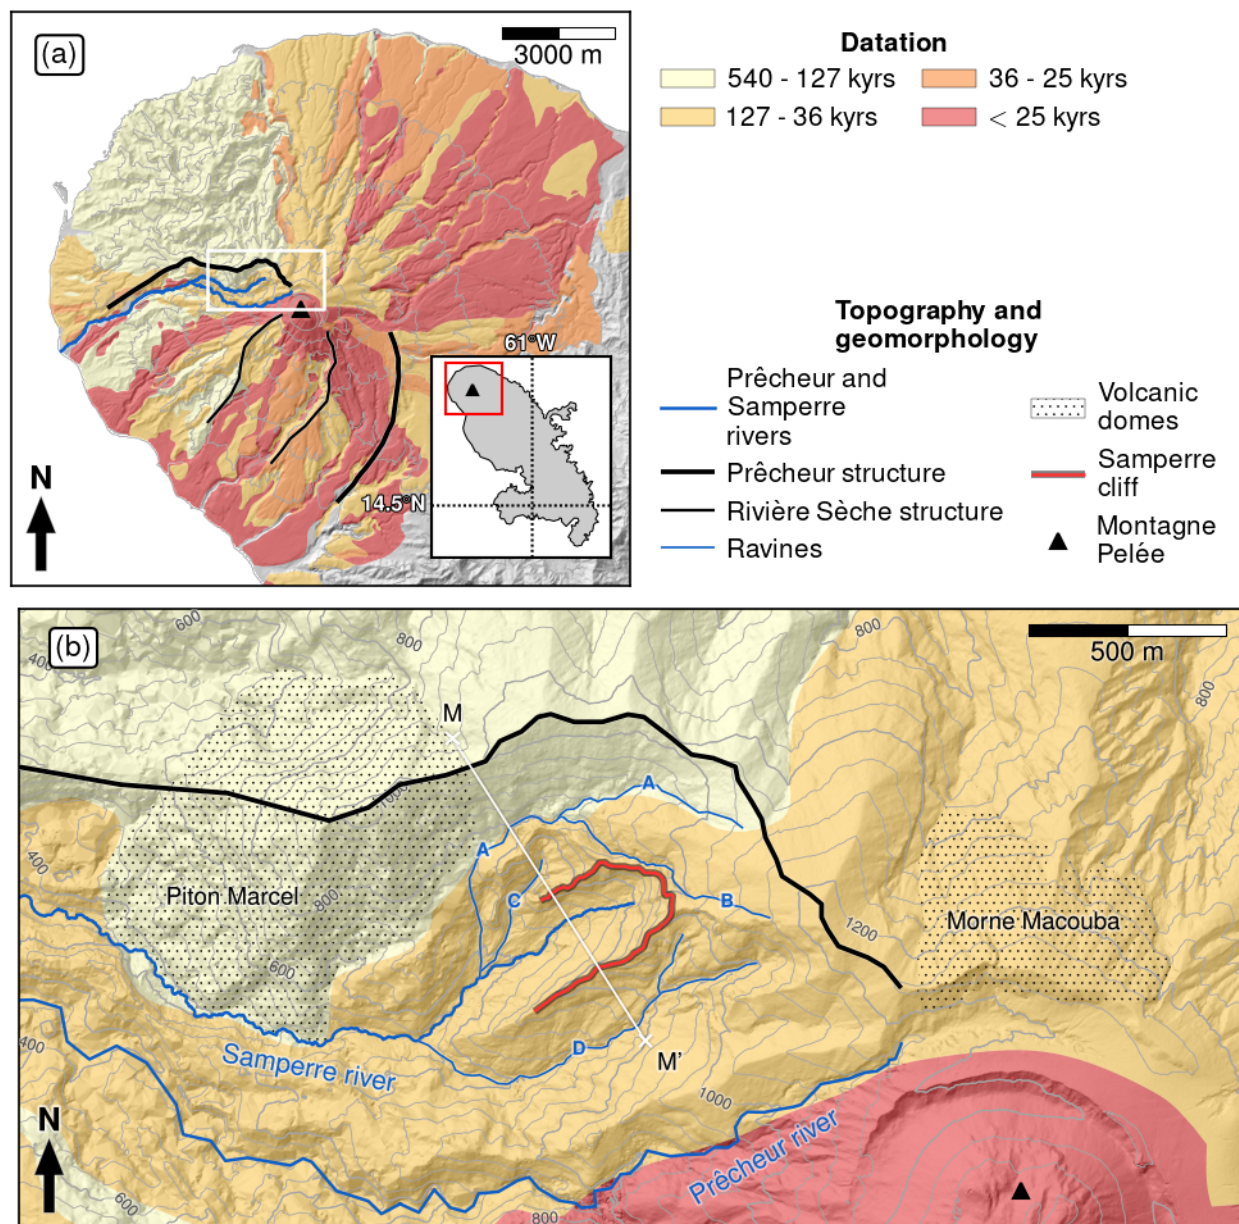 (a)
3000 m
N
61°W
14.5°N
Datation
540 - 127 kyrs
36 - 25 kyrs
127 - 36 kyrs
< 25 kyrs
Topography and
geomorphology
Prêcheur and
Samperre
rivers
Prêcheur structure
Rivière Sèche structure
Ravines
Volcanic
domes
Samperre
cliff
Montagne
Pelée
(b)
600
800
800
500 m
400
800
M
A
1000
A
400
Piton Marcel
800
C
B
Morne Macouba
1200
600
400
D
M'
Samperre river
1000
N
Prêcheur river
600
800